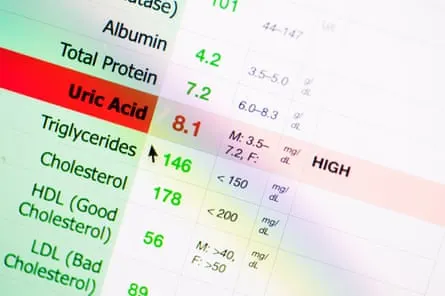 atase) 101 44-147
Albumin 4.2 3.5-5.0 g/
dL
Total Protein 7.2 6.0-8.3 g/
dL
Uric Acid 8.1 M: 3.5-
7.2, F: mg/
dL HIGH
Triglycerides 146 < 150 mg/
dL
Cholesterol 178 < 200 mg/
dL
HDL (Good
Cholesterol) 56 M: >40,
F: >50 mg/
dL
LDL (Bad
Cholesterol) 89